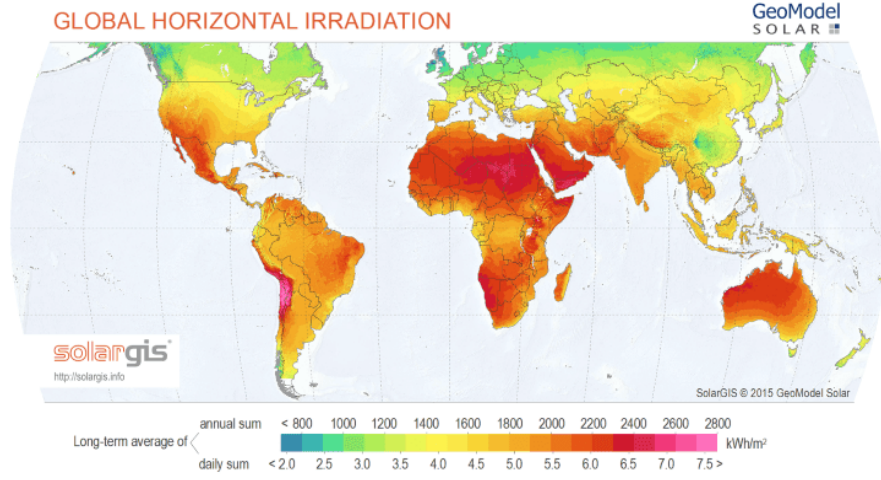 GLOBAL HORIZONTAL IRRADIATION
GeoModel
SOLAR
solargis
http://solargis.info
SolarGIS © 2015 GeoModel Solar
annual sum < 800 1000 1200 1400 1600 1800 2000 2200 2400 2600 2800
Long-term average of kWh/m²
daily sum < 2.0 2.5 3.0 3.5 4.0 4.5 5.0 5.5 6.0 6.5 7.0 7.5 >